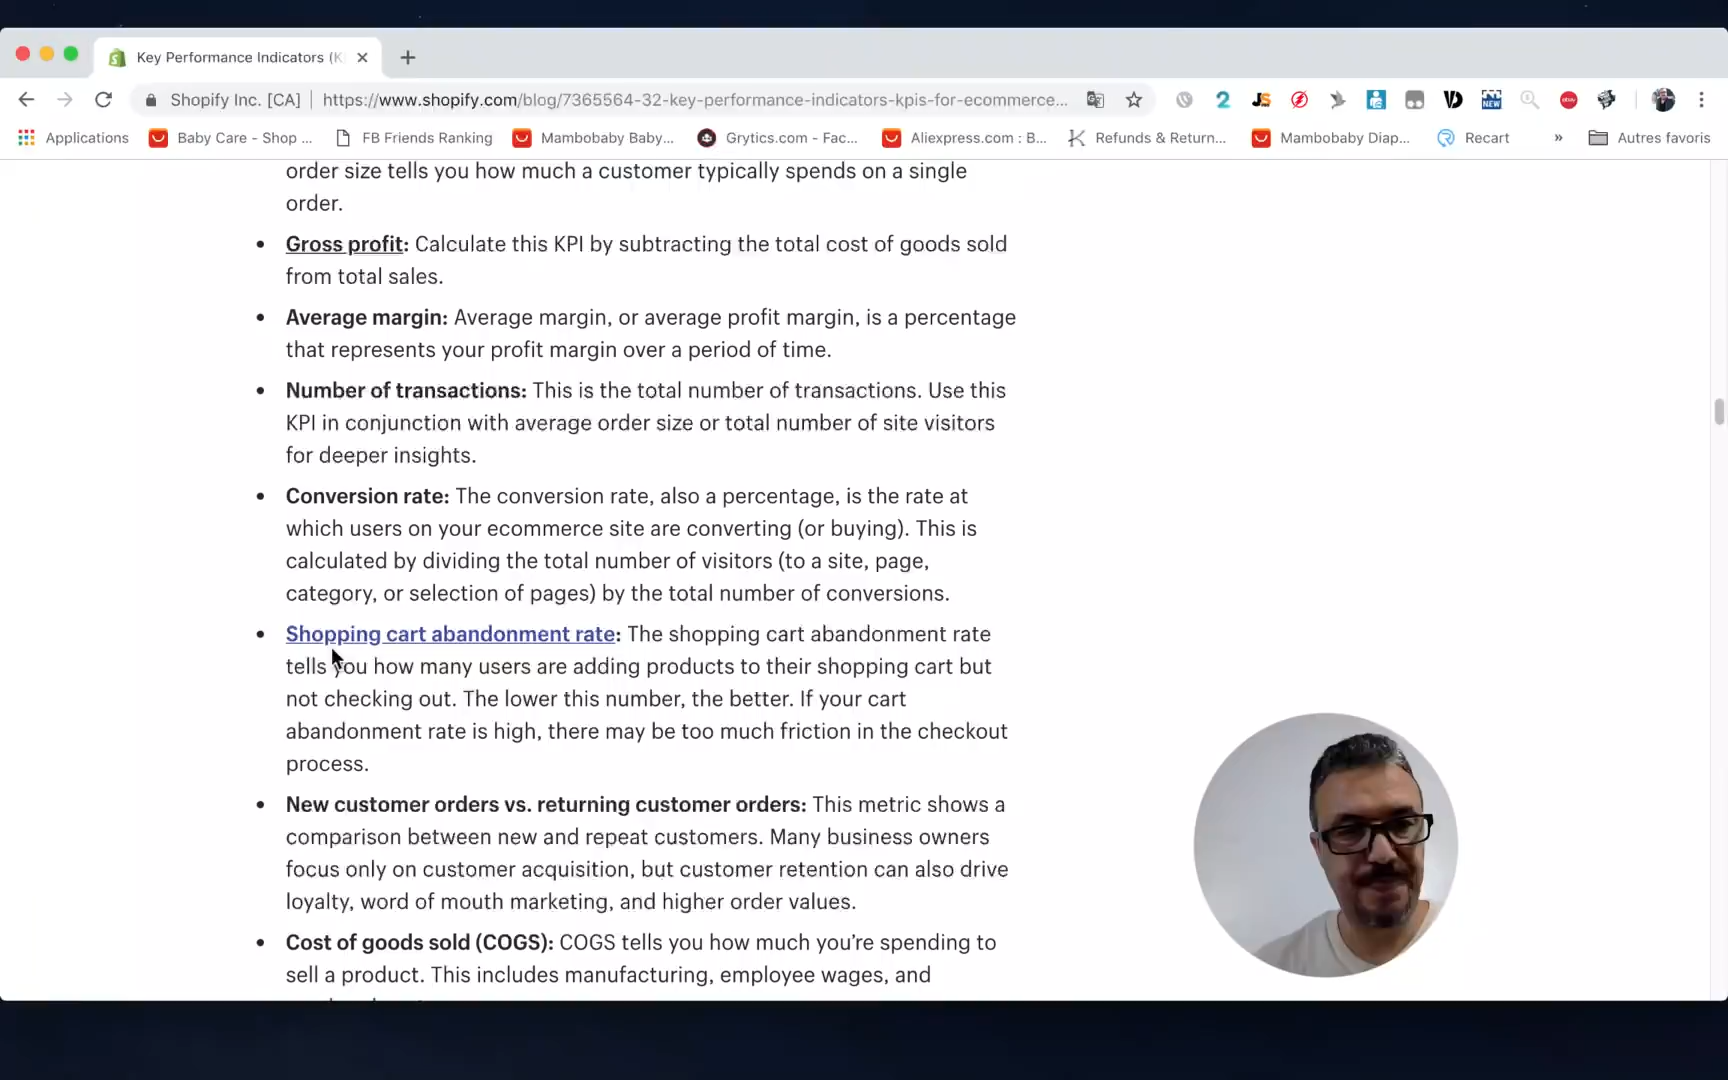 Key Performance Indicators (K
Shopify Inc. [CA] | https://www.shopify.com/blog/7365564-32-key-performance-indicators-kpis-for-ecommerce...
Applications Baby Care - Shop ... FB Friends Ranking Mambobaby Baby... Grytics.com - Fac... Aliexpress.com : B... Refunds & Return... Mambobaby Diap... Recart » Autres favoris
order size tells you how much a customer typically spends on a single
order.
• Gross profit: Calculate this KPI by subtracting the total cost of goods sold
from total sales.
• Average margin: Average margin, or average profit margin, is a percentage
that represents your profit margin over a period of time.
• Number of transactions: This is the total number of transactions. Use this
KPI in conjunction with average order size or total number of site visitors
for deeper insights.
• Conversion rate: The conversion rate, also a percentage, is the rate at
which users on your ecommerce site are converting (or buying). This is
calculated by dividing the total number of visitors (to a site, page,
category, or selection of pages) by the total number of conversions.
• Shopping cart abandonment rate: The shopping cart abandonment rate
tells you how many users are adding products to their shopping cart but
not checking out. The lower this number, the better. If your cart
abandonment rate is high, there may be too much friction in the checkout
process.
• New customer orders vs. returning customer orders: This metric shows a
comparison between new and repeat customers. Many business owners
focus only on customer acquisition, but customer retention can also drive
loyalty, word of mouth marketing, and higher order values.
• Cost of goods sold (COGS): COGS tells you how much you’re spending to
sell a product. This includes manufacturing, employee wages, and